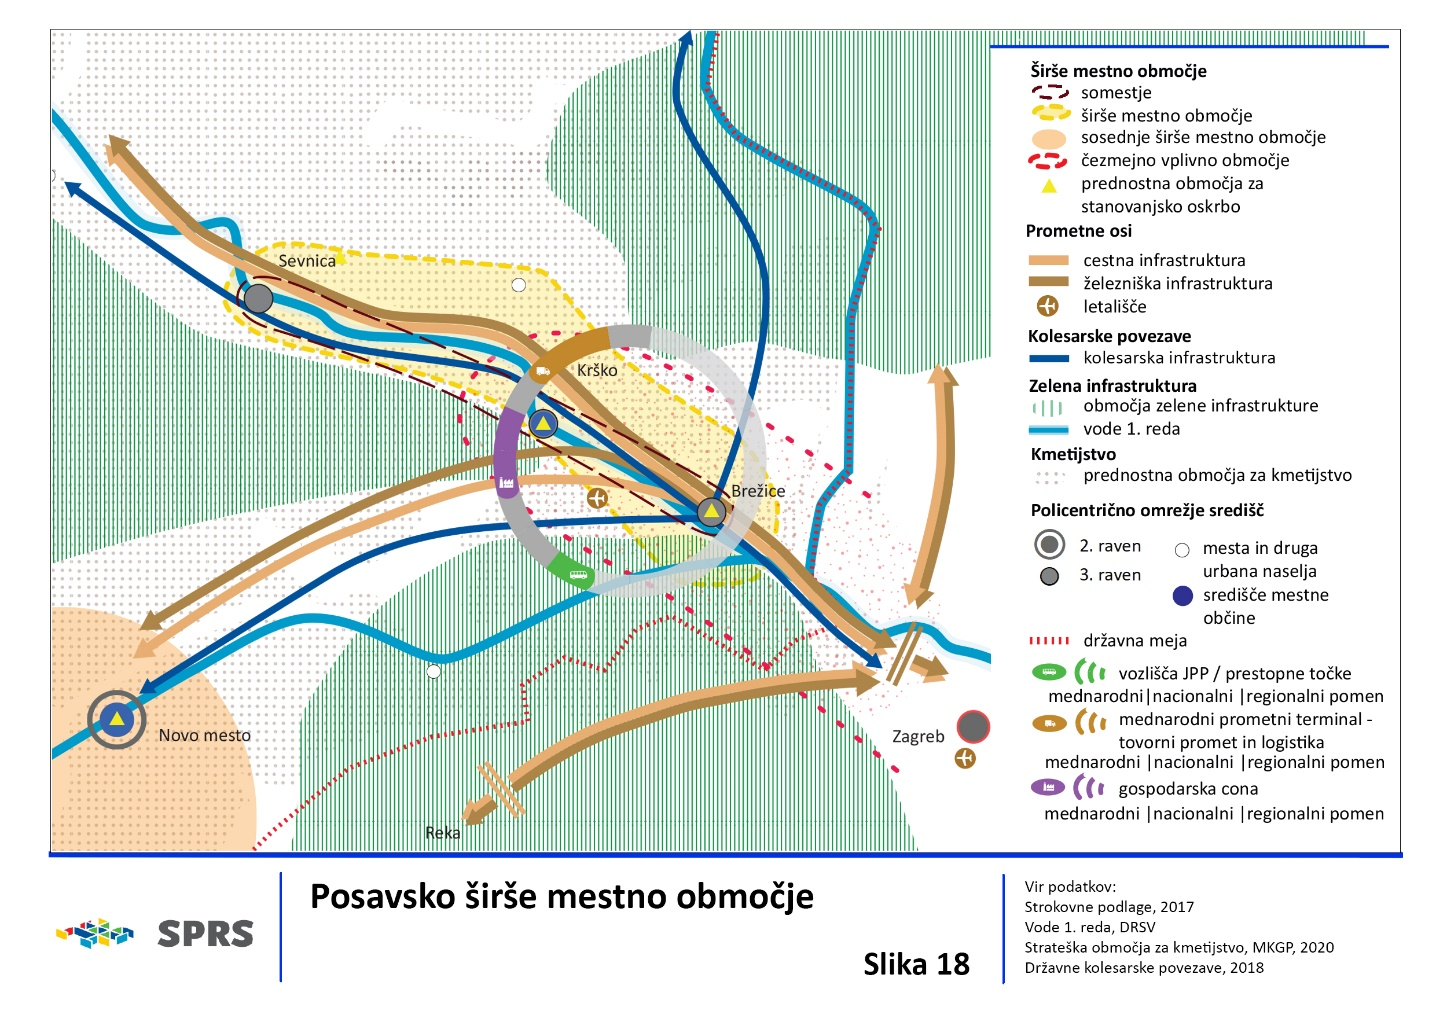 Sevnica
Krško
Brežice
Novo mesto
Zagreb
Reka
Širše mestno območje
somestje
širše mestno območje
sosednje širše mestno območje
čezmejno vplivno območje
prednostna območja za
stanovanjsko oskrbo
Prometne osi
cestna infrastruktura
železniška infrastruktura
letališče
Kolesarske povezave
kolesarska infrastruktura
Zelena infrastruktura
območja zelene infrastrukture
vode 1. reda
Kmetijstvo
prednostna območja za kmetijstvo
Policentrično omrežje središč
2. raven
3. raven
mesta in druga
urbana naselja
središče mestne
občine
državna meja
vozlišča JPP / prestopne točke
mednarodni|nacionalni |regionalni pomen
mednarodni prometni terminal -
tovorni promet in logistika
mednarodni |nacionalni |regionalni pomen
gospodarska cona
mednarodni |nacionalni |regionalni pomen
SPRS
Posavsko širše mestno območje
Slika 18
Vir podatkov:
Strokovne podlage, 2017
Vode 1. reda, DRSV
Strateška območja za kmetijstvo, MKGP, 2020
Državne kolesarske povezave, 2018